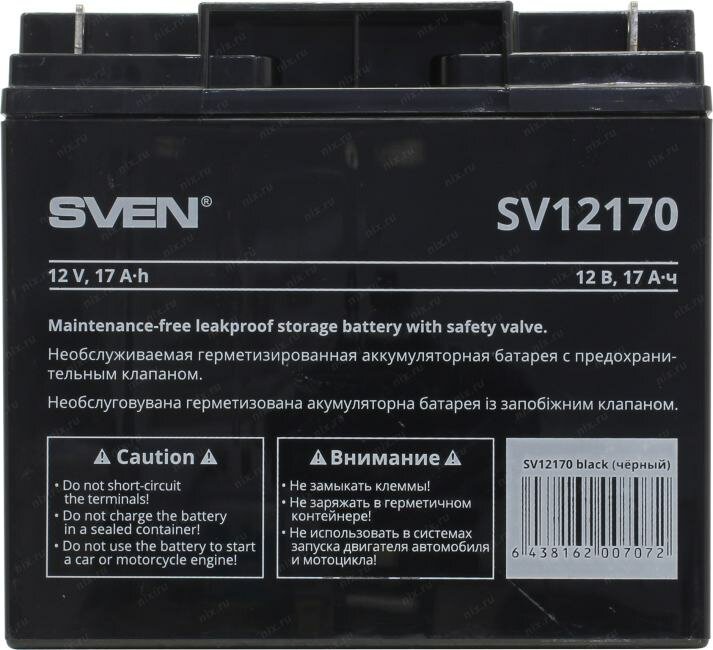 SVEN®
SV12170
12 V, 17 A·h
12 В, 17 А·ч
Maintenance-free leakproof storage battery with safety valve.
Необслуживаемая герметизированная аккумуляторная батарея с предохрани-
тельным клапаном.
Необслуговувана герметизована акумуляторна батарея із запобіжним клапаном.
Caution
• Do not short-circuit
the terminals!
• Do not charge the battery
in a sealed container!
• Do not use the battery to start
a car or motorcycle engine!
Внимание
• Не замыкать клеммы!
• Не заряжать в герметичном
контейнере!
• Не использовать в системах
запуска двигателя автомобиля
и мотоцикла!
SV12170 black (чёрный)
6 438162 007072
nix.ru